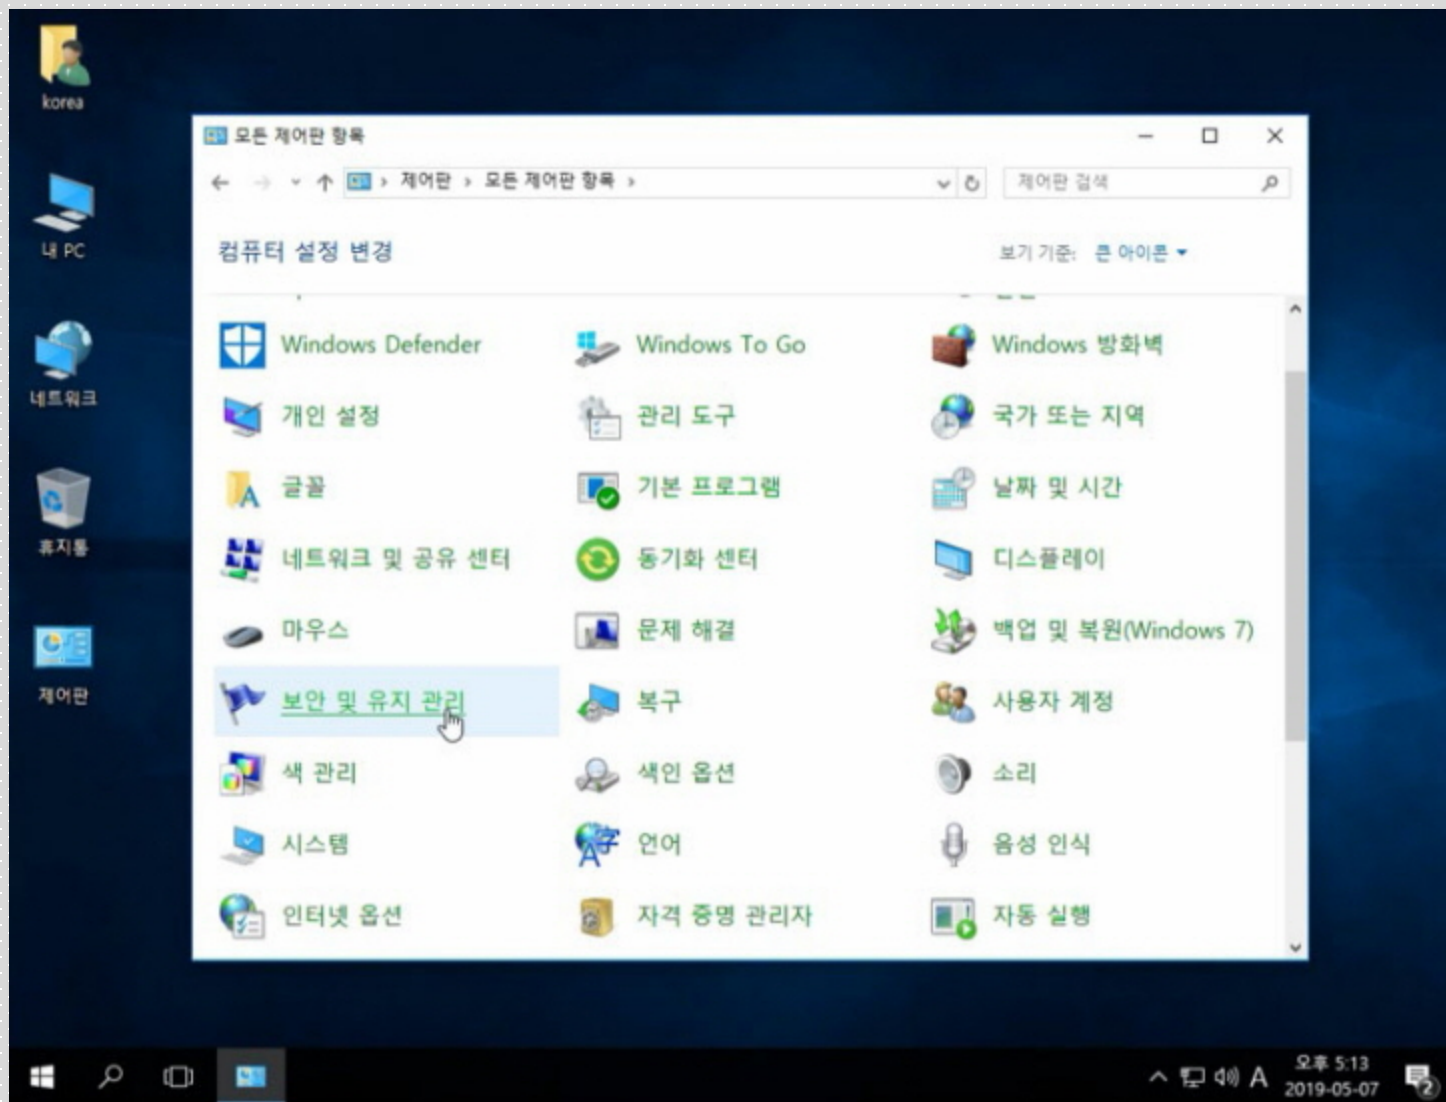 korea
내 PC
네트워크
휴지통
제어판
모든 제어판 항목
제어판 › 모든 제어판 항목 ›
제어판 검색
컴퓨터 설정 변경
보기 기준: 큰 아이콘
Windows Defender
Windows To Go
Windows 방화벽
개인 설정
관리 도구
국가 또는 지역
글꼴
기본 프로그램
날짜 및 시간
네트워크 및 공유 센터
동기화 센터
디스플레이
마우스
문제 해결
백업 및 복원(Windows 7)
보안 및 유지 관리
복구
사용자 계정
색 관리
색인 옵션
소리
시스템
언어
음성 인식
인터넷 옵션
자격 증명 관리자
자동 실행
A
오후 5:13
2019-05-07
2